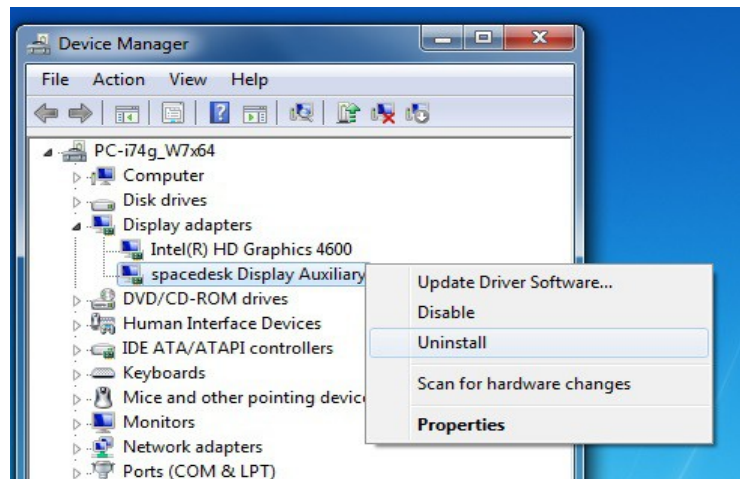 Device Manager
File Action View Help
PC-i74g_W7x64
Computer
Disk drives
Display adapters
Intel(R) HD Graphics 4600
spacedesk Display Auxiliary
DVD/CD-ROM drives
Human Interface Devices
IDE ATA/ATAPI controllers
Keyboards
Mice and other pointing device
Monitors
Network adapters
Ports (COM & LPT)
Update Driver Software...
Disable
Uninstall
Scan for hardware changes
Properties